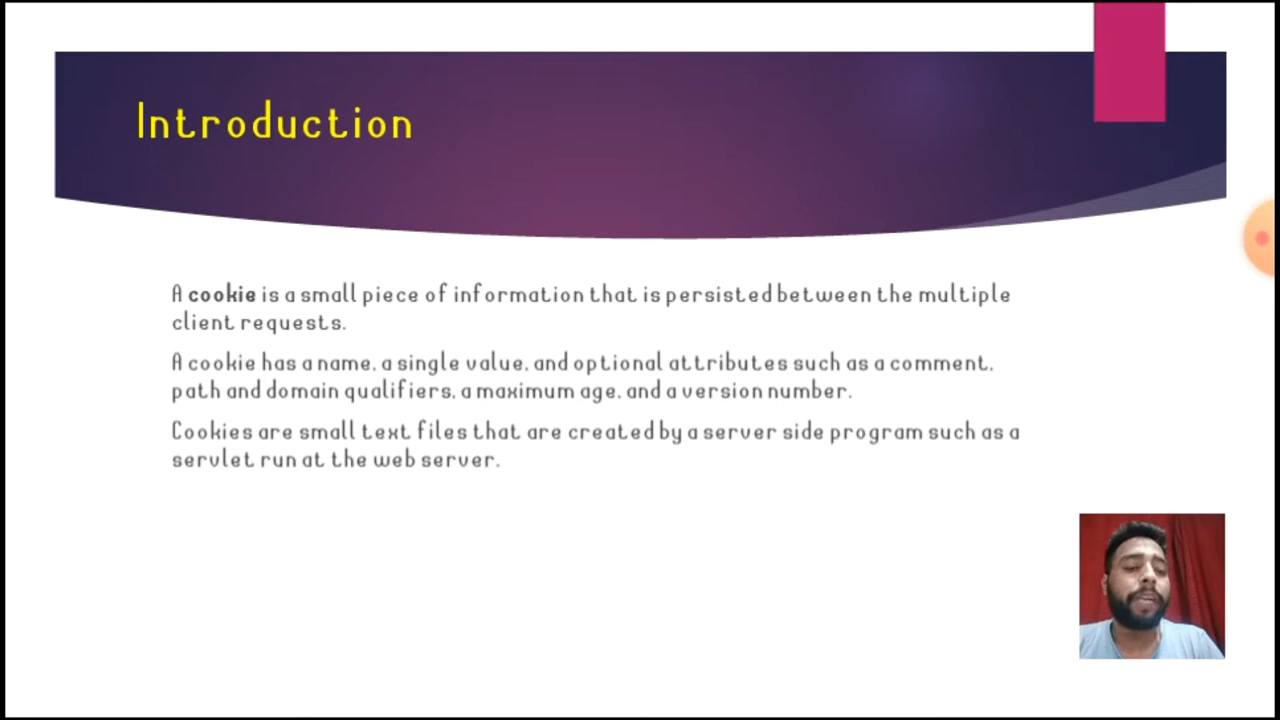 Introduction
A cookie is a small piece of information that is persisted between the multiple
client requests.
A cookie has a name, a single value, and optional attributes such as a comment,
path and domain qualifiers, a maximum age, and a version number.
Cookies are small text files that are created by a server side program such as a
servlet run at the web server.